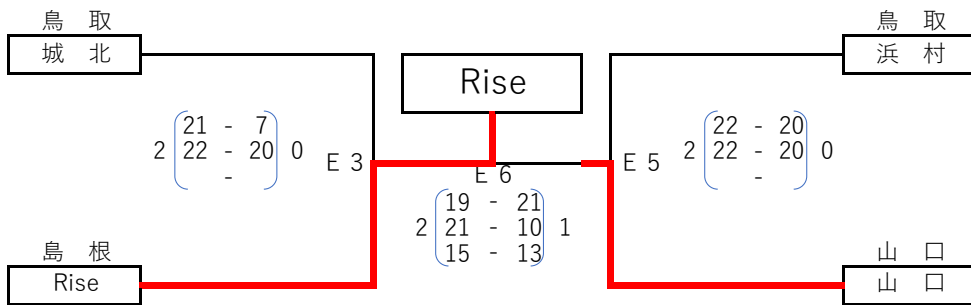 鳥 取
城 北
鳥 取
浜 村
Rise
21 - 7
2 22 - 20 0
-
E 3
22 - 20
E 5 2 22 - 20 0
-
E 6
19 - 21
2 21 - 10 1
15 - 13
島 根
Rise
山 口
山 口